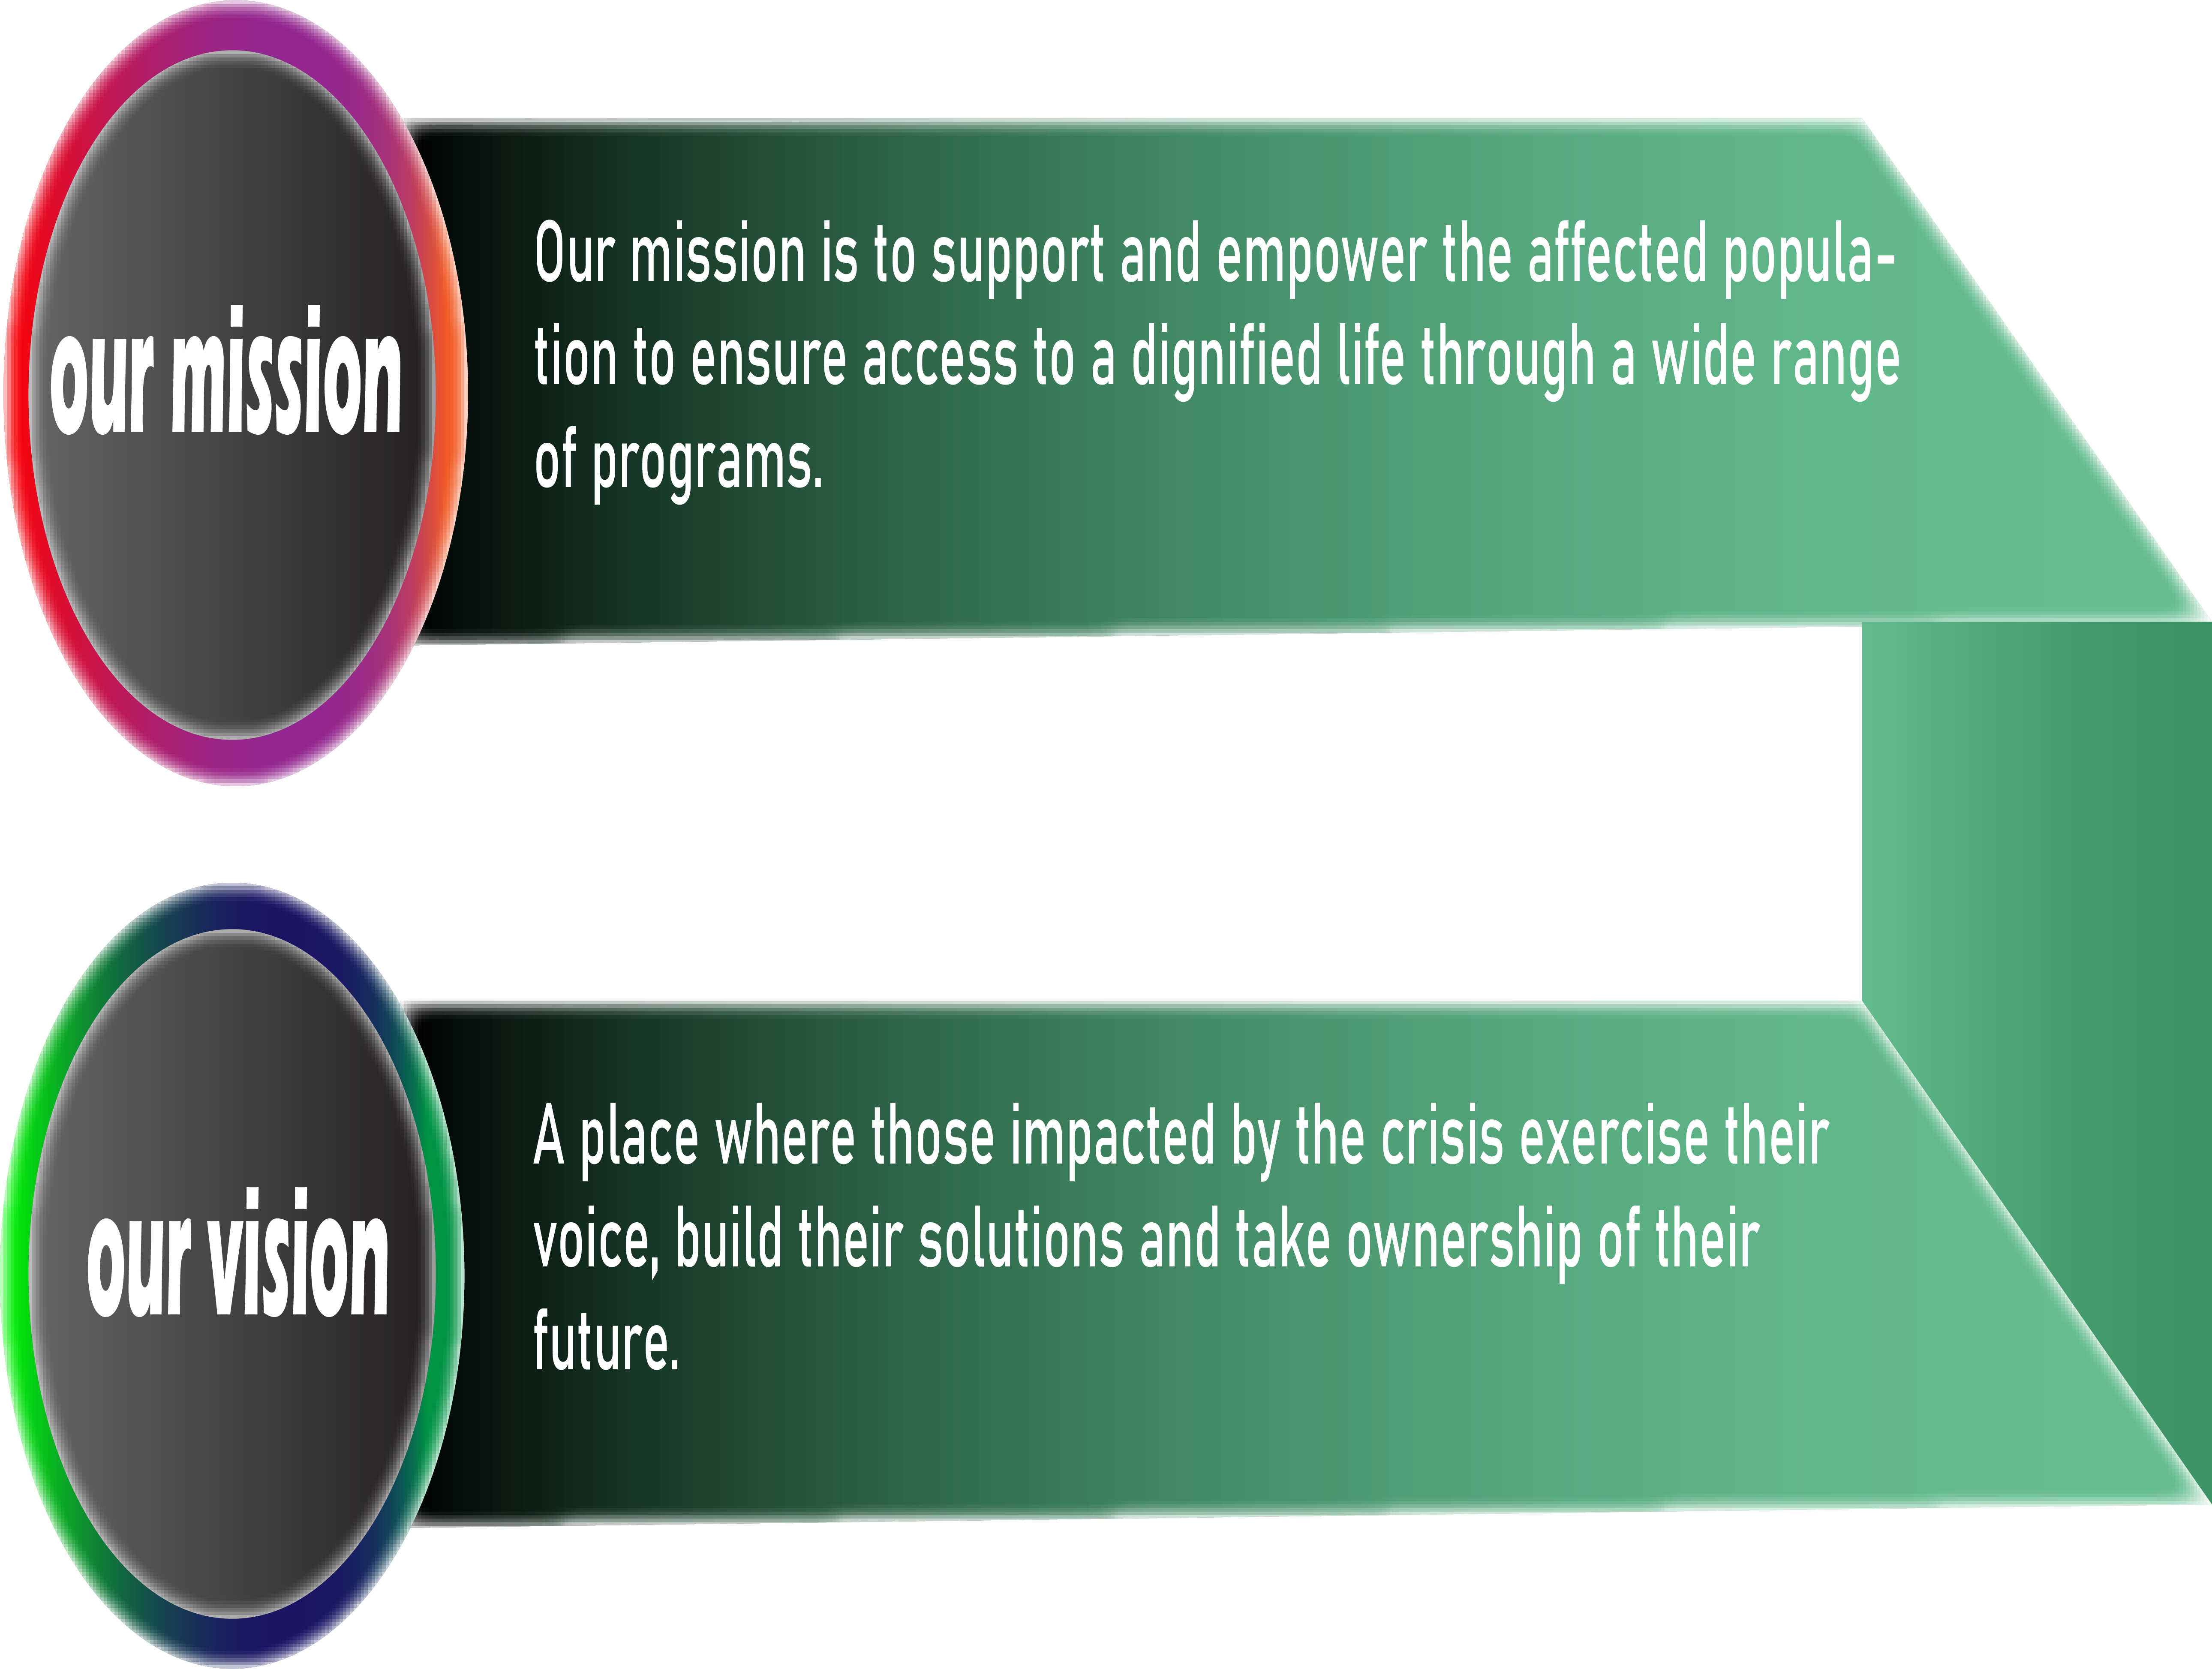 our mission
Our mission is to support and empower the affected popula-
tion to ensure access to a dignified life through a wide range
of programs.
our vision
A place where those impacted by the crisis exercise their
voice, build their solutions and take ownership of their
future.